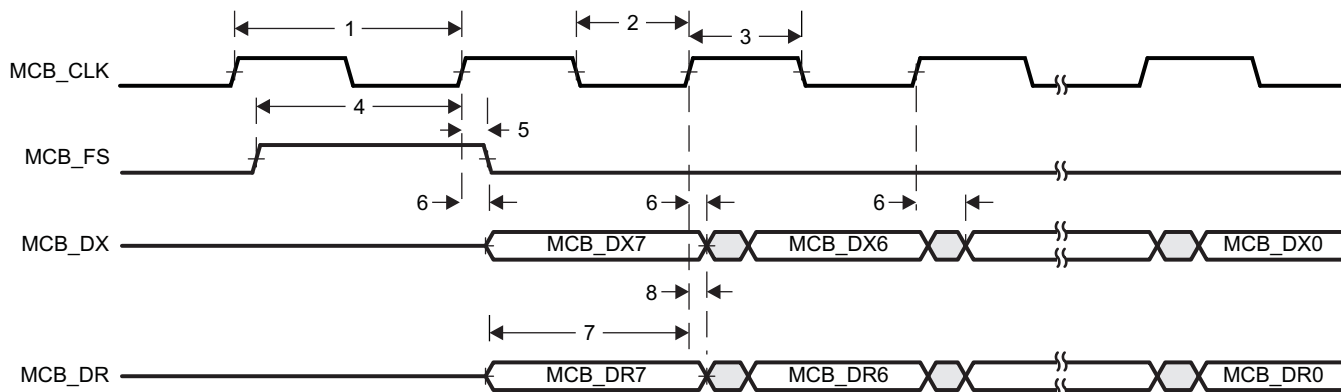 1
2
3
MCB_CLK
4
5
MCB_FS
6
6
6
MCB_DX
MCB_DX7
MCB_DX6
MCB_DX0
8
7
MCB_DR
MCB_DR7
MCB_DR6
MCB_DR0